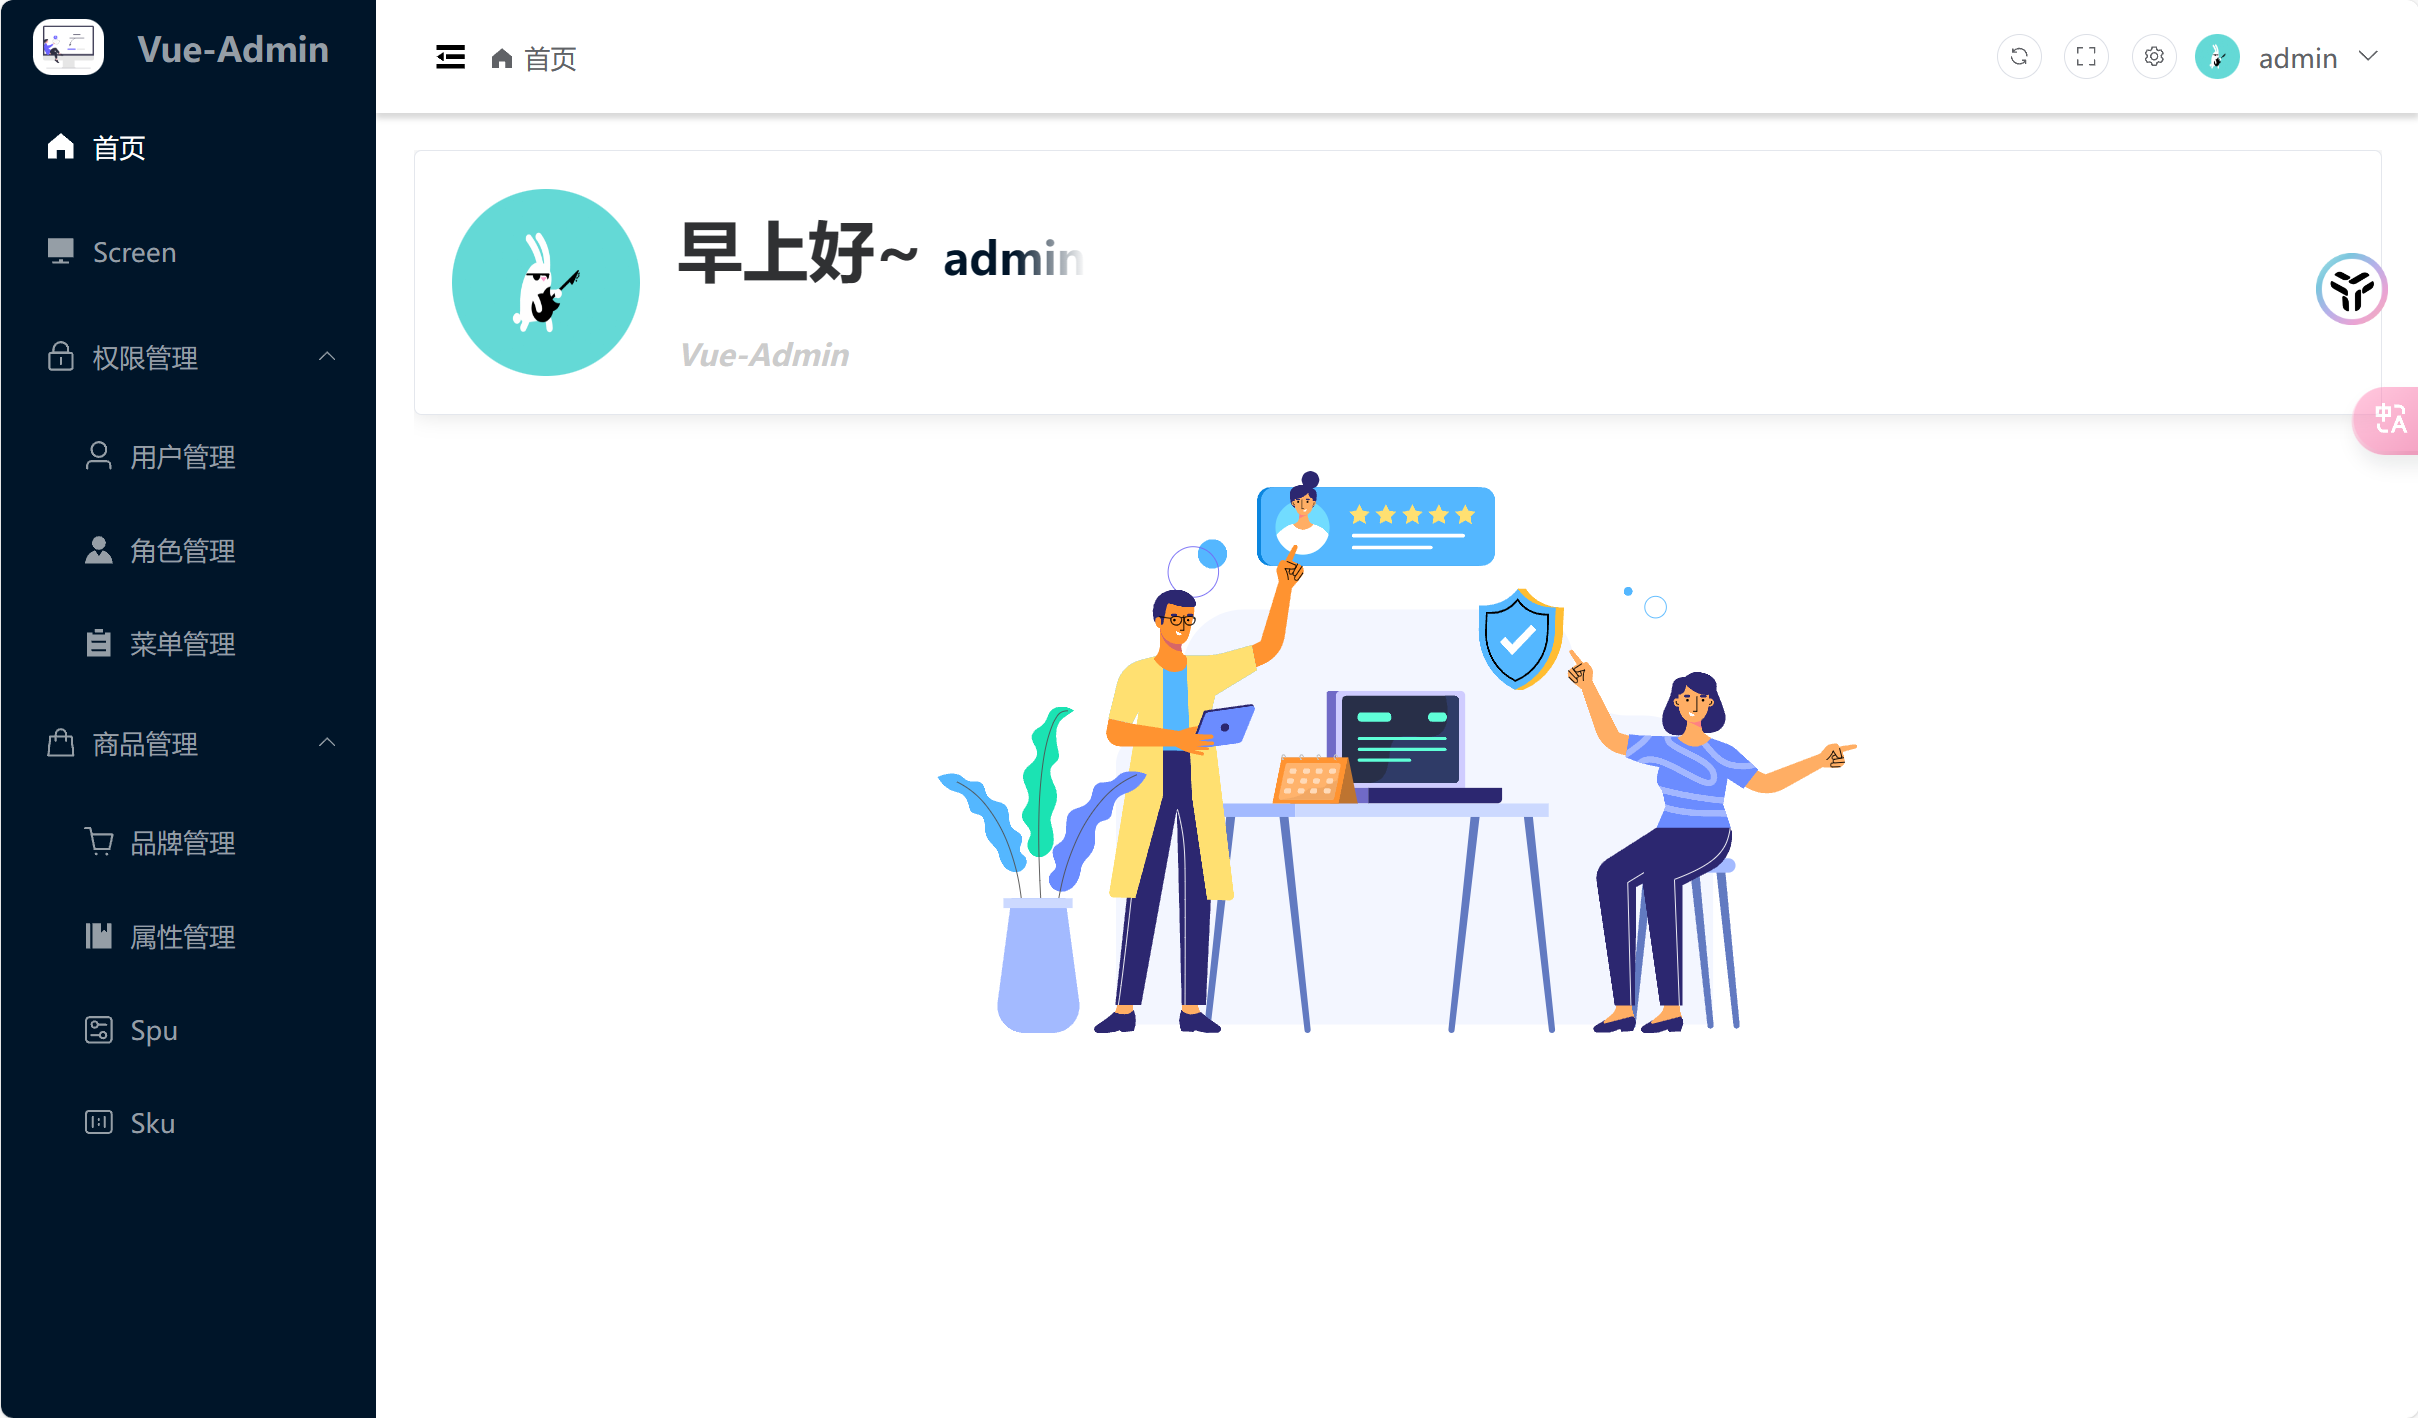 Vue-Admin
首页
Screen
权限管理
用户管理
角色管理
菜单管理
商品管理
品牌管理
属性管理
Spu
Sku
首页
admin
早上好~ admin
Vue-Admin
中A